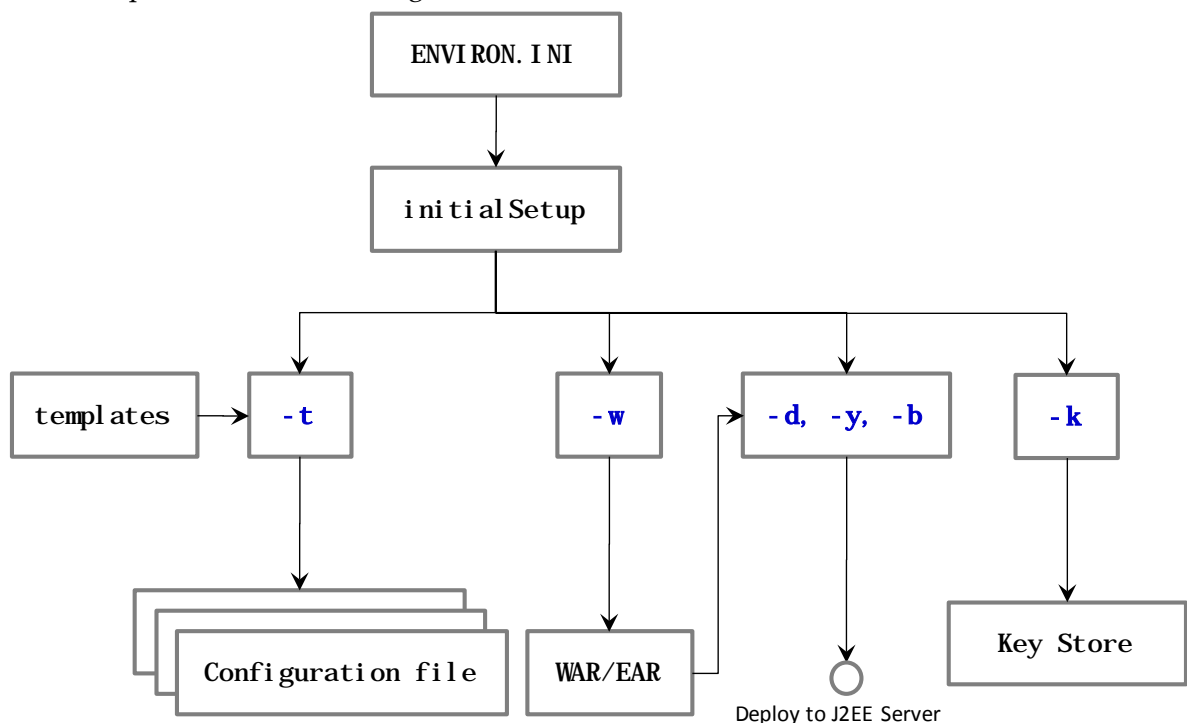 ENVIRON.INI
initialSetup
templates
-t
-w
-d, -y, -b
-k
Configuration file
WAR/EAR
Key Store
Deploy to J2EE Server